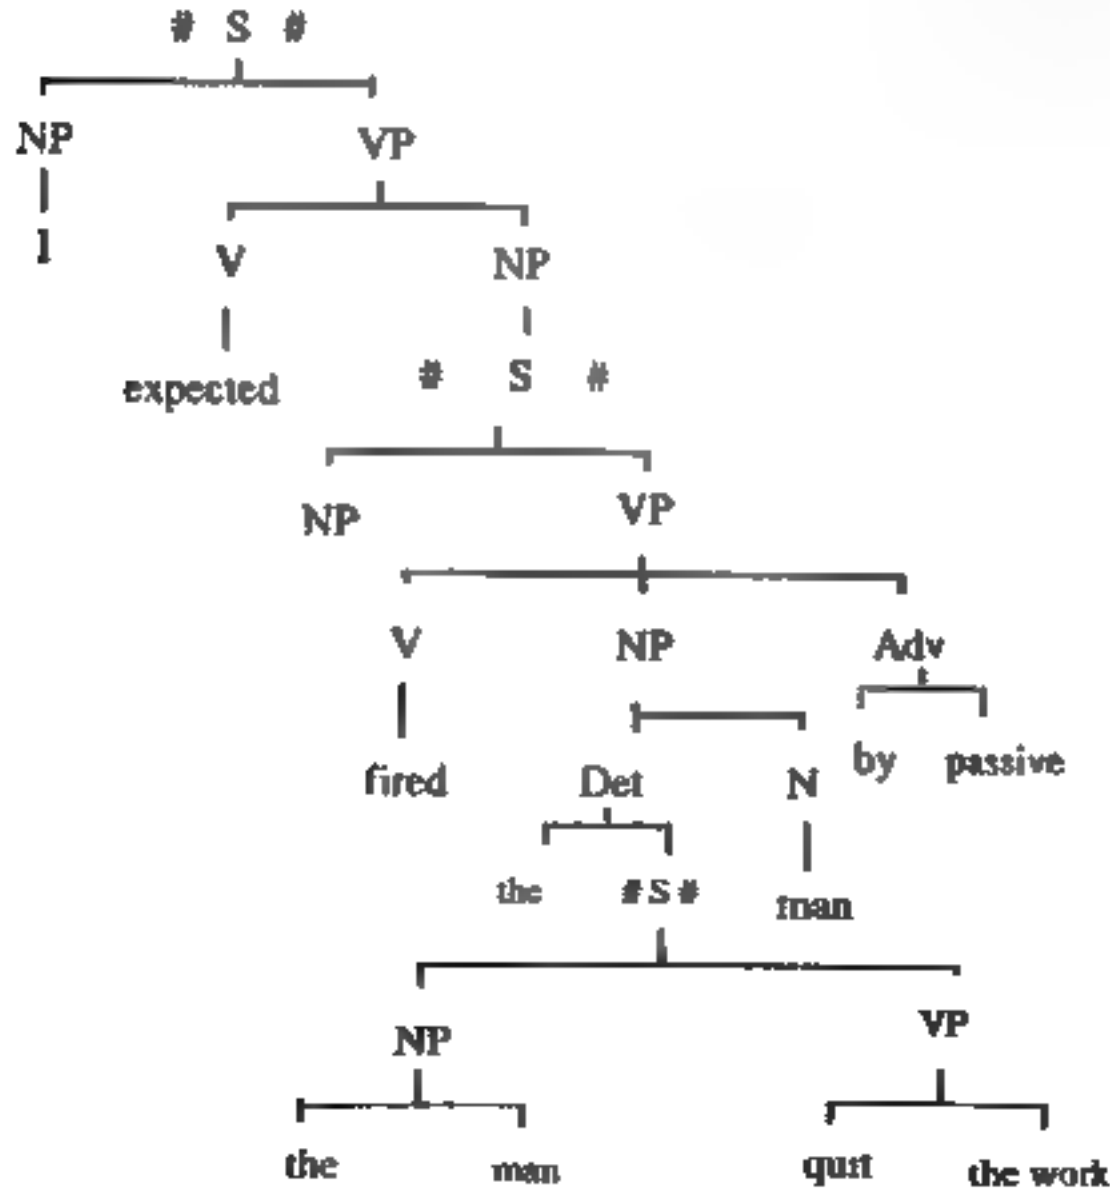 # S #
NP VP
I
V NP
expected
# S #
NP VP
V NP Adv
fired Det N by passive
the # S # man
NP VP
the man quit the work